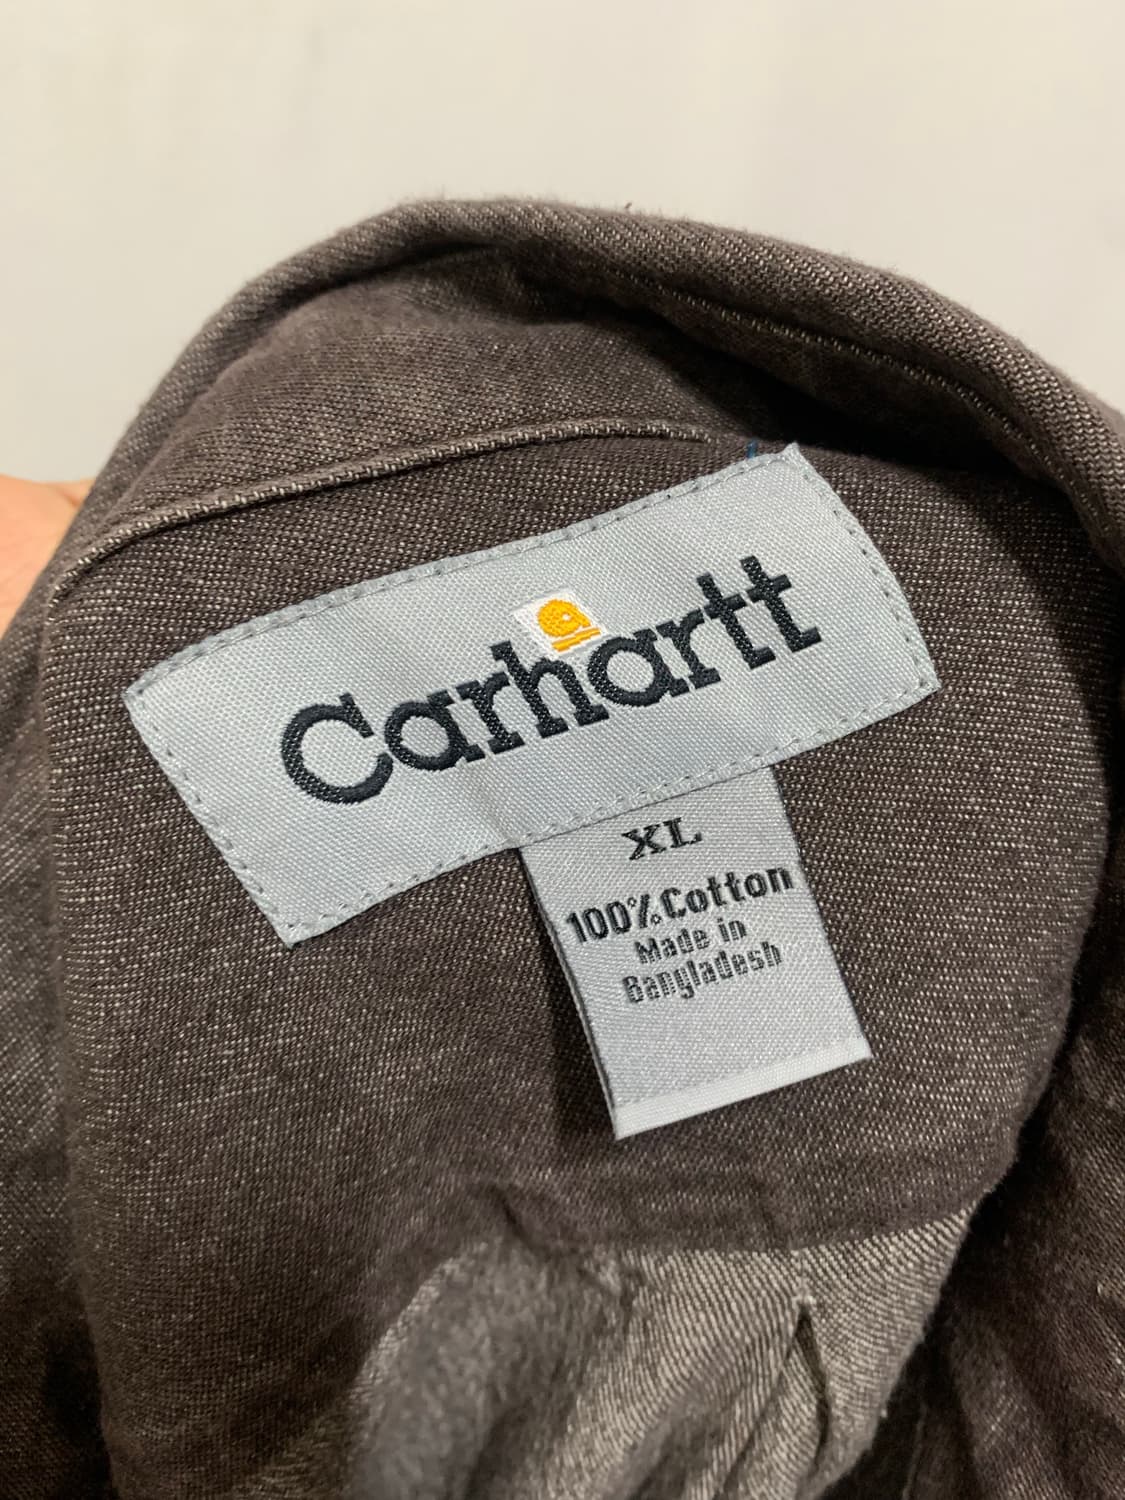 Carhartt
XL
100% Cotton
Made in
Bangladesh